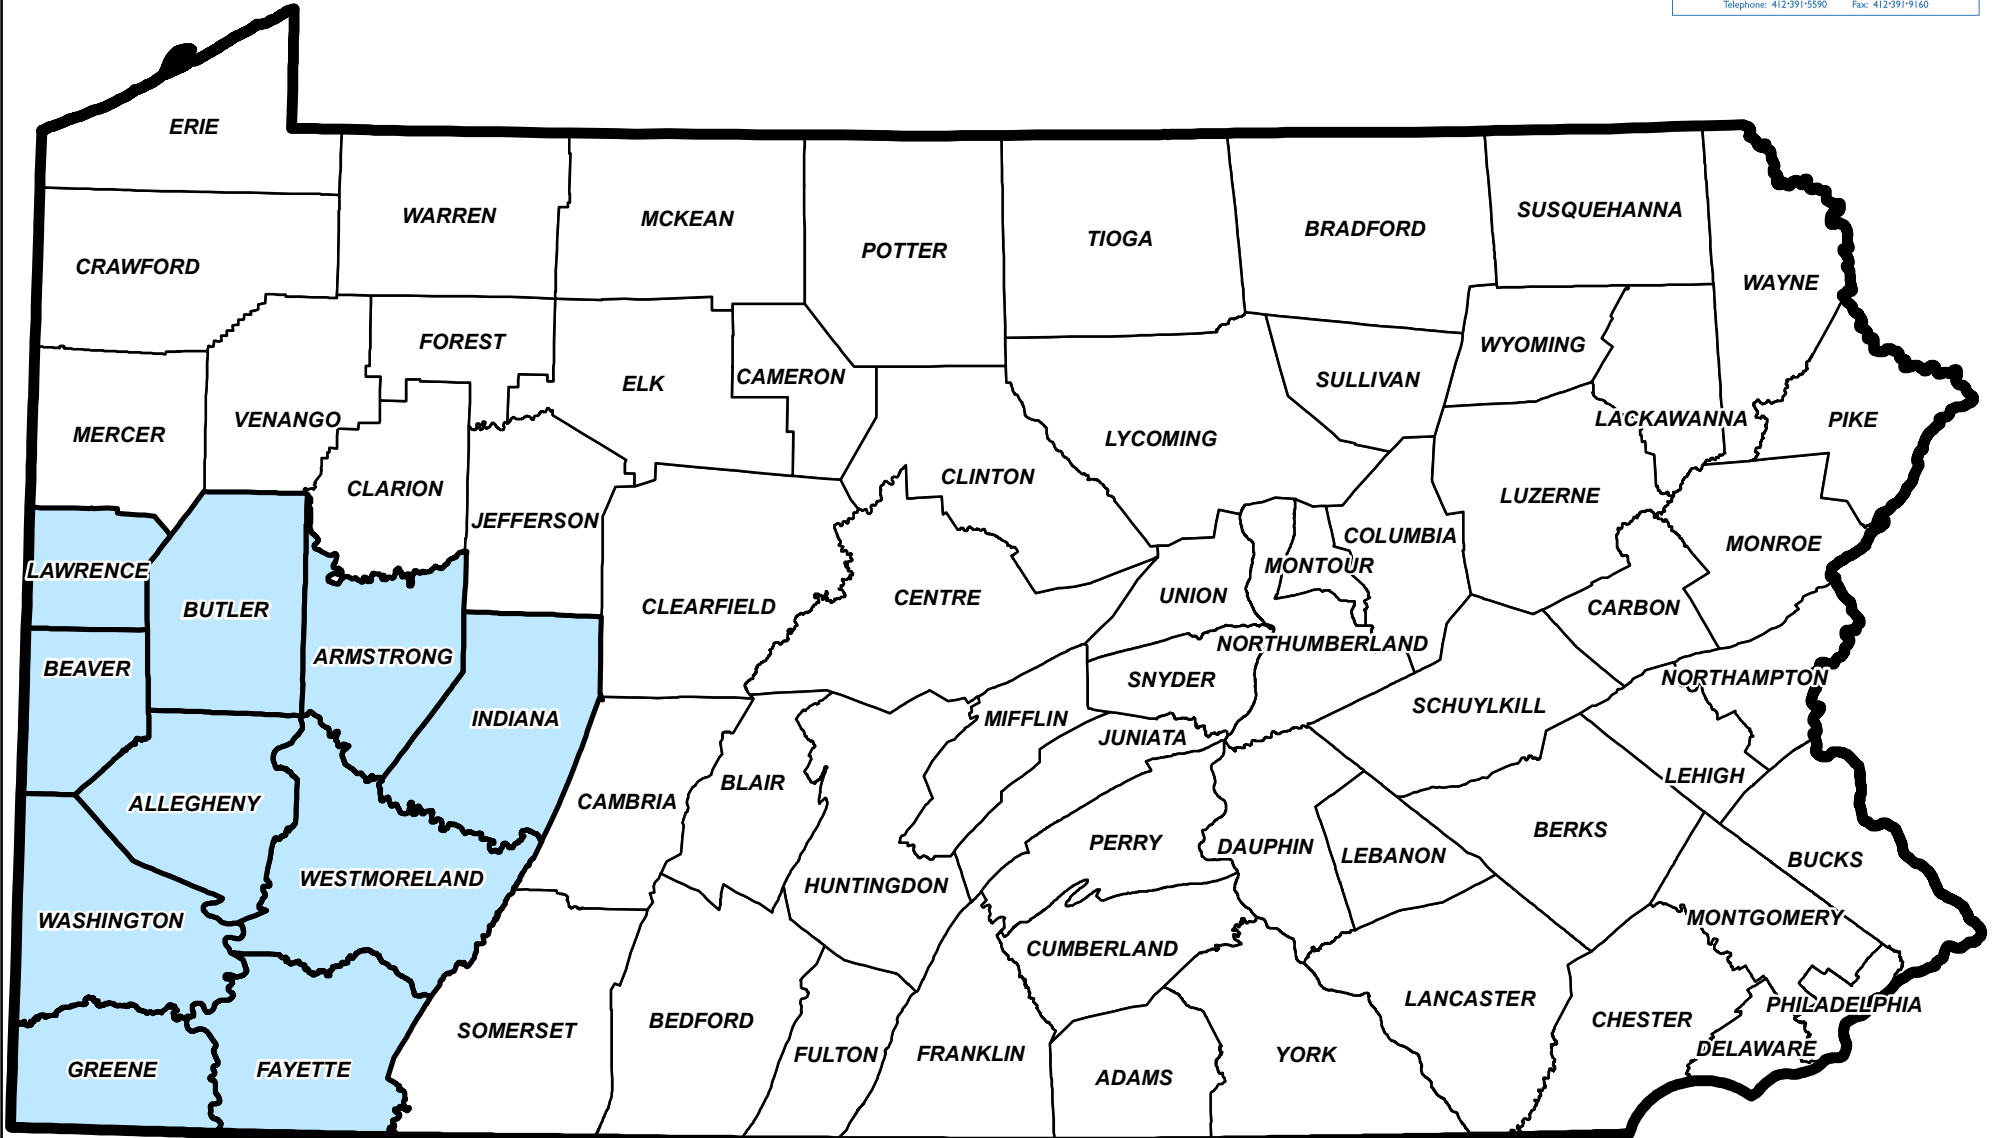 Telephone: 412•391•5590 Fax: 412•391•9160
ERIE
WARREN
MCKEAN
POTTER
TIOGA
BRADFORD
SUSQUEHANNA
WAYNE
CRAWFORD
FOREST
ELK
CAMERON
SULLIVAN
WYOMING
LACKAWANNA
PIKE
MERCER
VENANGO
CLARION
JEFFERSON
CLINTON
LYCOMING
COLUMBIA
LUZERNE
MONROE
LAWRENCE
BUTLER
ARMSTRONG
CLEARFIELD
CENTRE
UNION
MONTOUR
NORTHUMBERLAND
CARBON
BEAVER
INDIANA
SNYDER
MIFFLIN
JUNIATA
SCHUYLKILL
NORTHAMPTON
ALLEGHENY
CAMBRIA
BLAIR
PERRY
DAUPHIN
LEBANON
BERKS
LEHIGH
BUCKS
WASHINGTON
WESTMORELAND
HUNTINGDON
CUMBERLAND
MONTGOMERY
GREENE
FAYETTE
SOMERSET
BEDFORD
FULTON
FRANKLIN
ADAMS
YORK
LANCASTER
CHESTER
PHILADELPHIA
DELAWARE